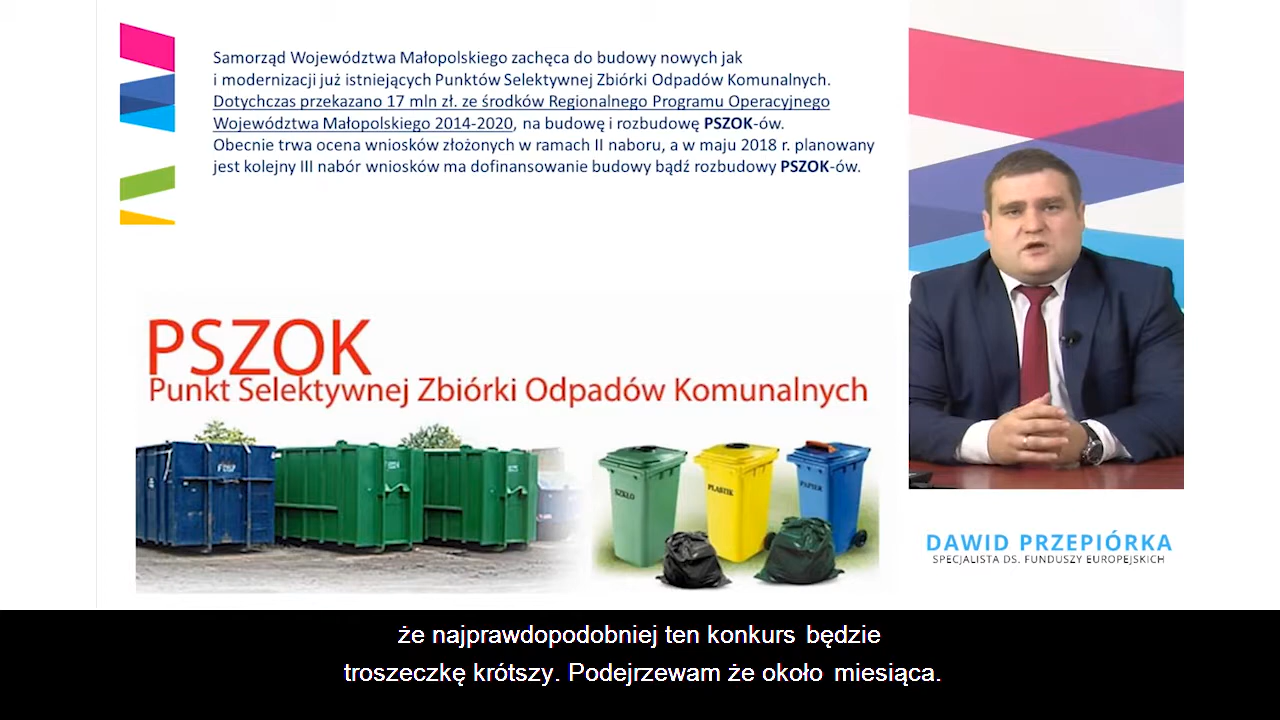 Samorząd Województwa Małopolskiego zachęca do budowy nowych jak
i modernizacji już istniejących Punktów Selektywnej Zbiórki Odpadów Komunalnych.
Dotychczas przekazano 17 mln zł. ze środków Regionalnego Programu Operacyjnego
Województwa Małopolskiego 2014-2020, na budowę i rozbudowę PSZOK-ów.
Obecnie trwa ocena wniosków złożonych w ramach II naboru, a w maju 2018 r. planowany
jest kolejny III nabór wniosków ma dofinansowanie budowy bądź rozbudowy PSZOK-ów.
PSZOK
Punkt Selektywnej Zbiórki Odpadów Komunalnych
SZKŁO
PLASTIK
PAPIER
DAWID PRZEPIÓRKA
SPECJALISTA DS. FUNDUSZY EUROPEJSKICH
że najprawdopodobniej ten konkurs będzie
troszeczkę krótszy. Podejrzewam że około miesiąca.